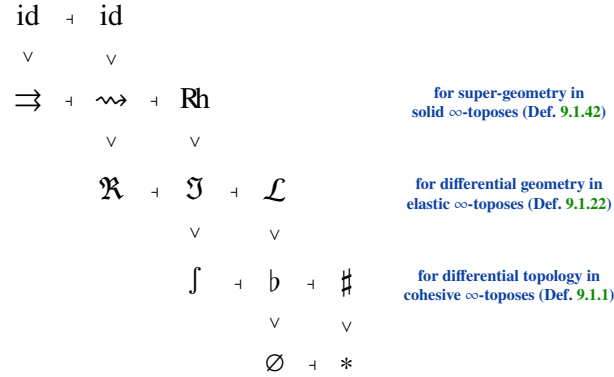 id ⊣ id
∨ ∨
⇉ ⊣ ⇝ ⊣ Rh
for super-geometry in
solid ∞-toposes (Def. 9.1.42)
∨ ∨
ℜ ⊣ ℑ ⊣ ℒ
for differential geometry in
elastic ∞-toposes (Def. 9.1.22)
∨ ∨
∫ ⊣ ♭ ⊣ ♯
for differential topology in
cohesive ∞-toposes (Def. 9.1.1)
∨ ∨
∅ ⊣ *